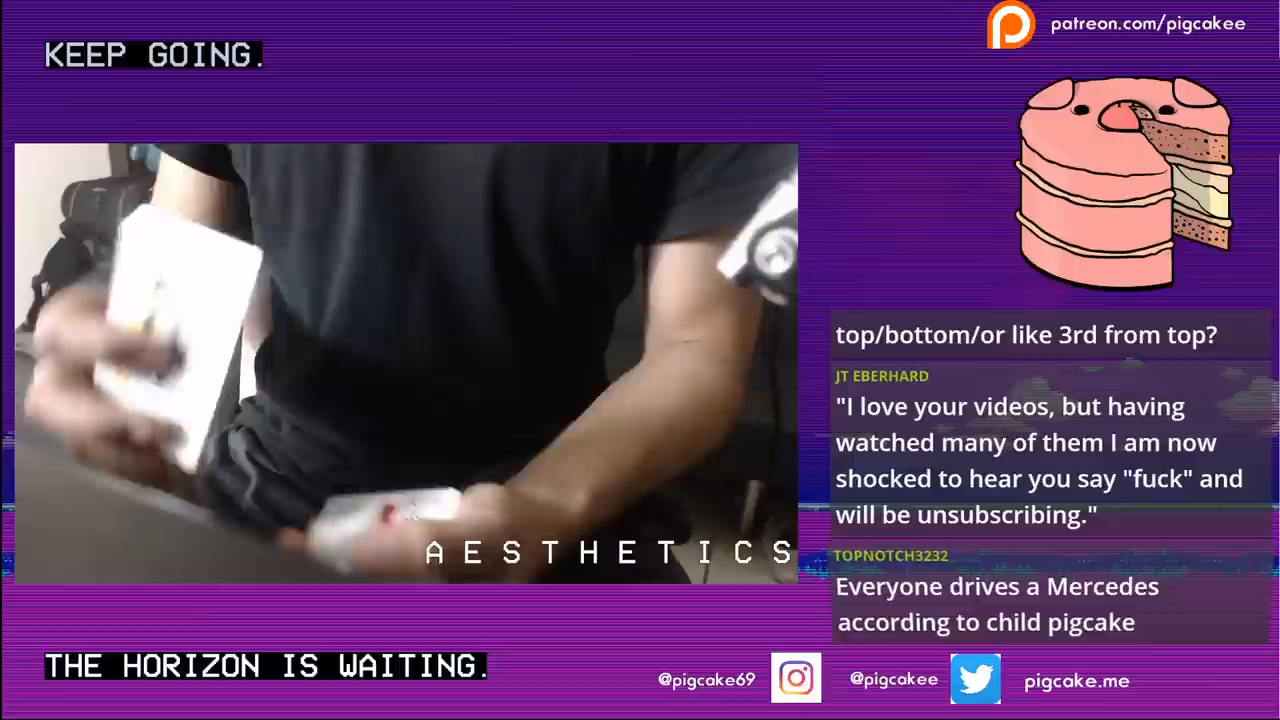 KEEP GOING.
patreon.com/pigcakee
AESTHETICS
top/bottom/or like 3rd from top?
JT EBERHARD
"I love your videos, but having
watched many of them I am now
shocked to hear you say "fuck" and
will be unsubscribing."
TOPNOTCH3232
Everyone drives a Mercedes
according to child pigcake
THE HORIZON IS WAITING.
@pigcake69
@pigcakee
pigcake.me